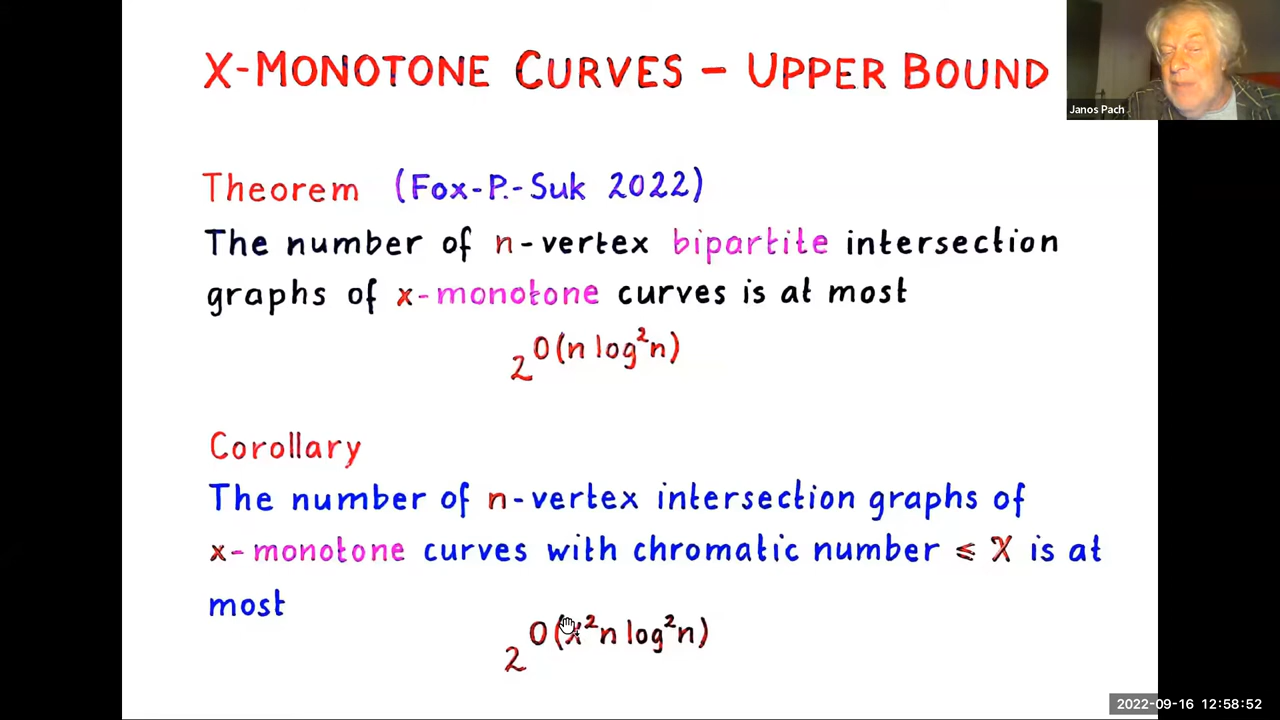 X-MONOTONE CURVES – UPPER BOUND
Janos Pach
Theorem (Fox-P.-Suk 2022)
The number of n-vertex bipartite intersection
graphs of x-monotone curves is at most
2^O(n log²n)
Corollary
The number of n-vertex intersection graphs of
x-monotone curves with chromatic number ≤ χ is at
most
2^O(χ²n log²n)
2022-09-16 12:58:52